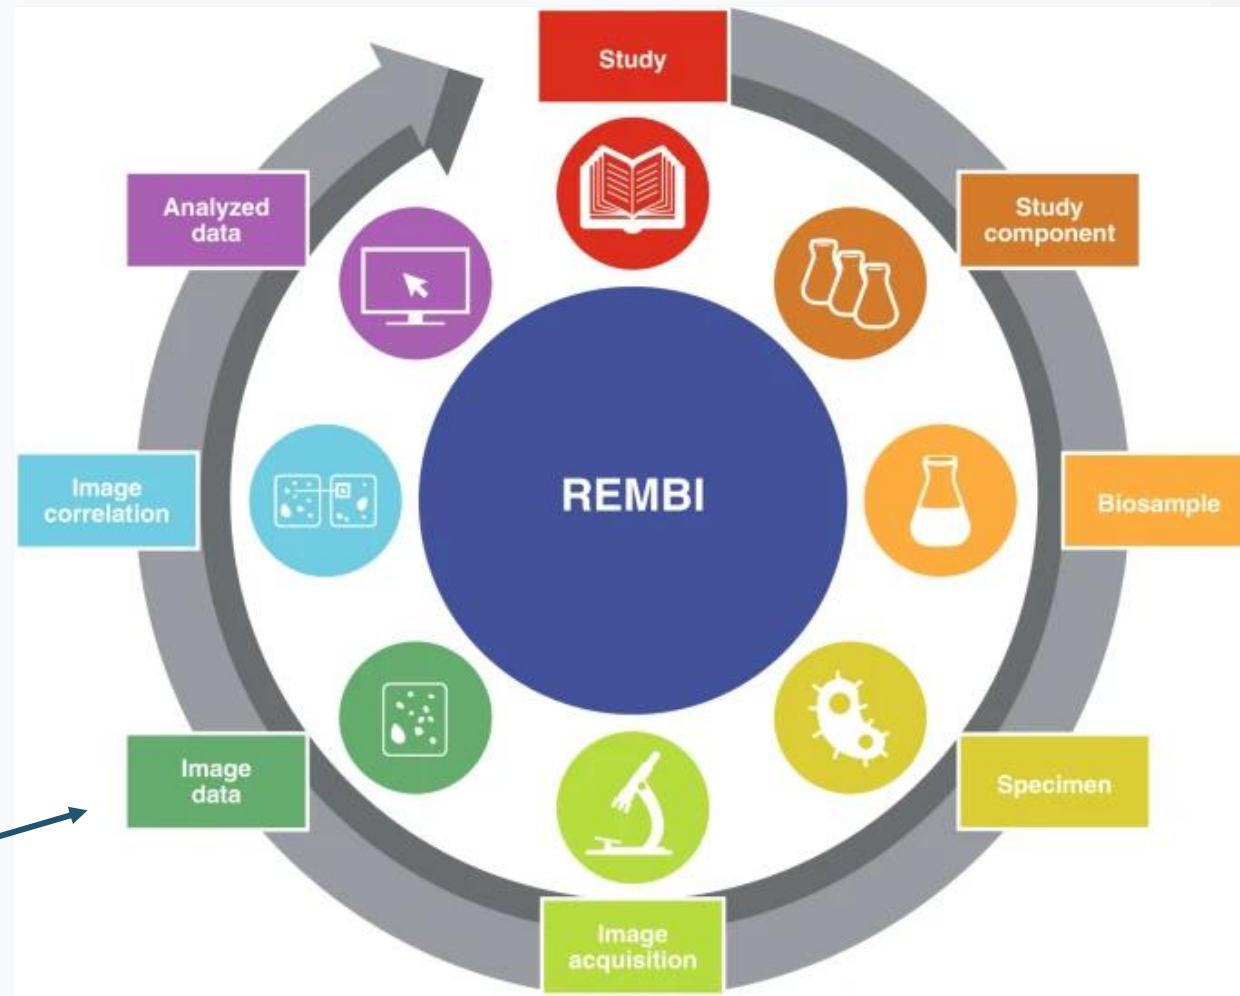 Study
Study
component
Biosample
Specimen
Image
acquisition
Image
data
Image
correlation
Analyzed
data
REMBI